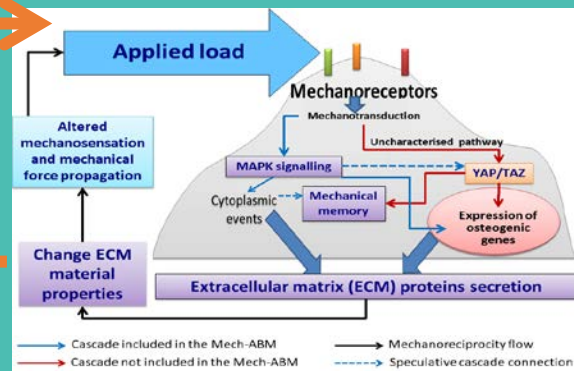 Applied load
Mechanoreceptors
Mechanotransduction
Uncharacterised pathway
MAPK signalling
YAP/TAZ
Cytoplasmic
events
Mechanical
memory
Expression of
osteogenic
genes
Extracellular matrix (ECM) proteins secretion
Change ECM
material
properties
Altered
mechanosensation
and mechanical
force propagation
Cascade included in the Mech-ABM
Mechanoreciprocity flow
Cascade not included in the Mech-ABM
Speculative cascade connection